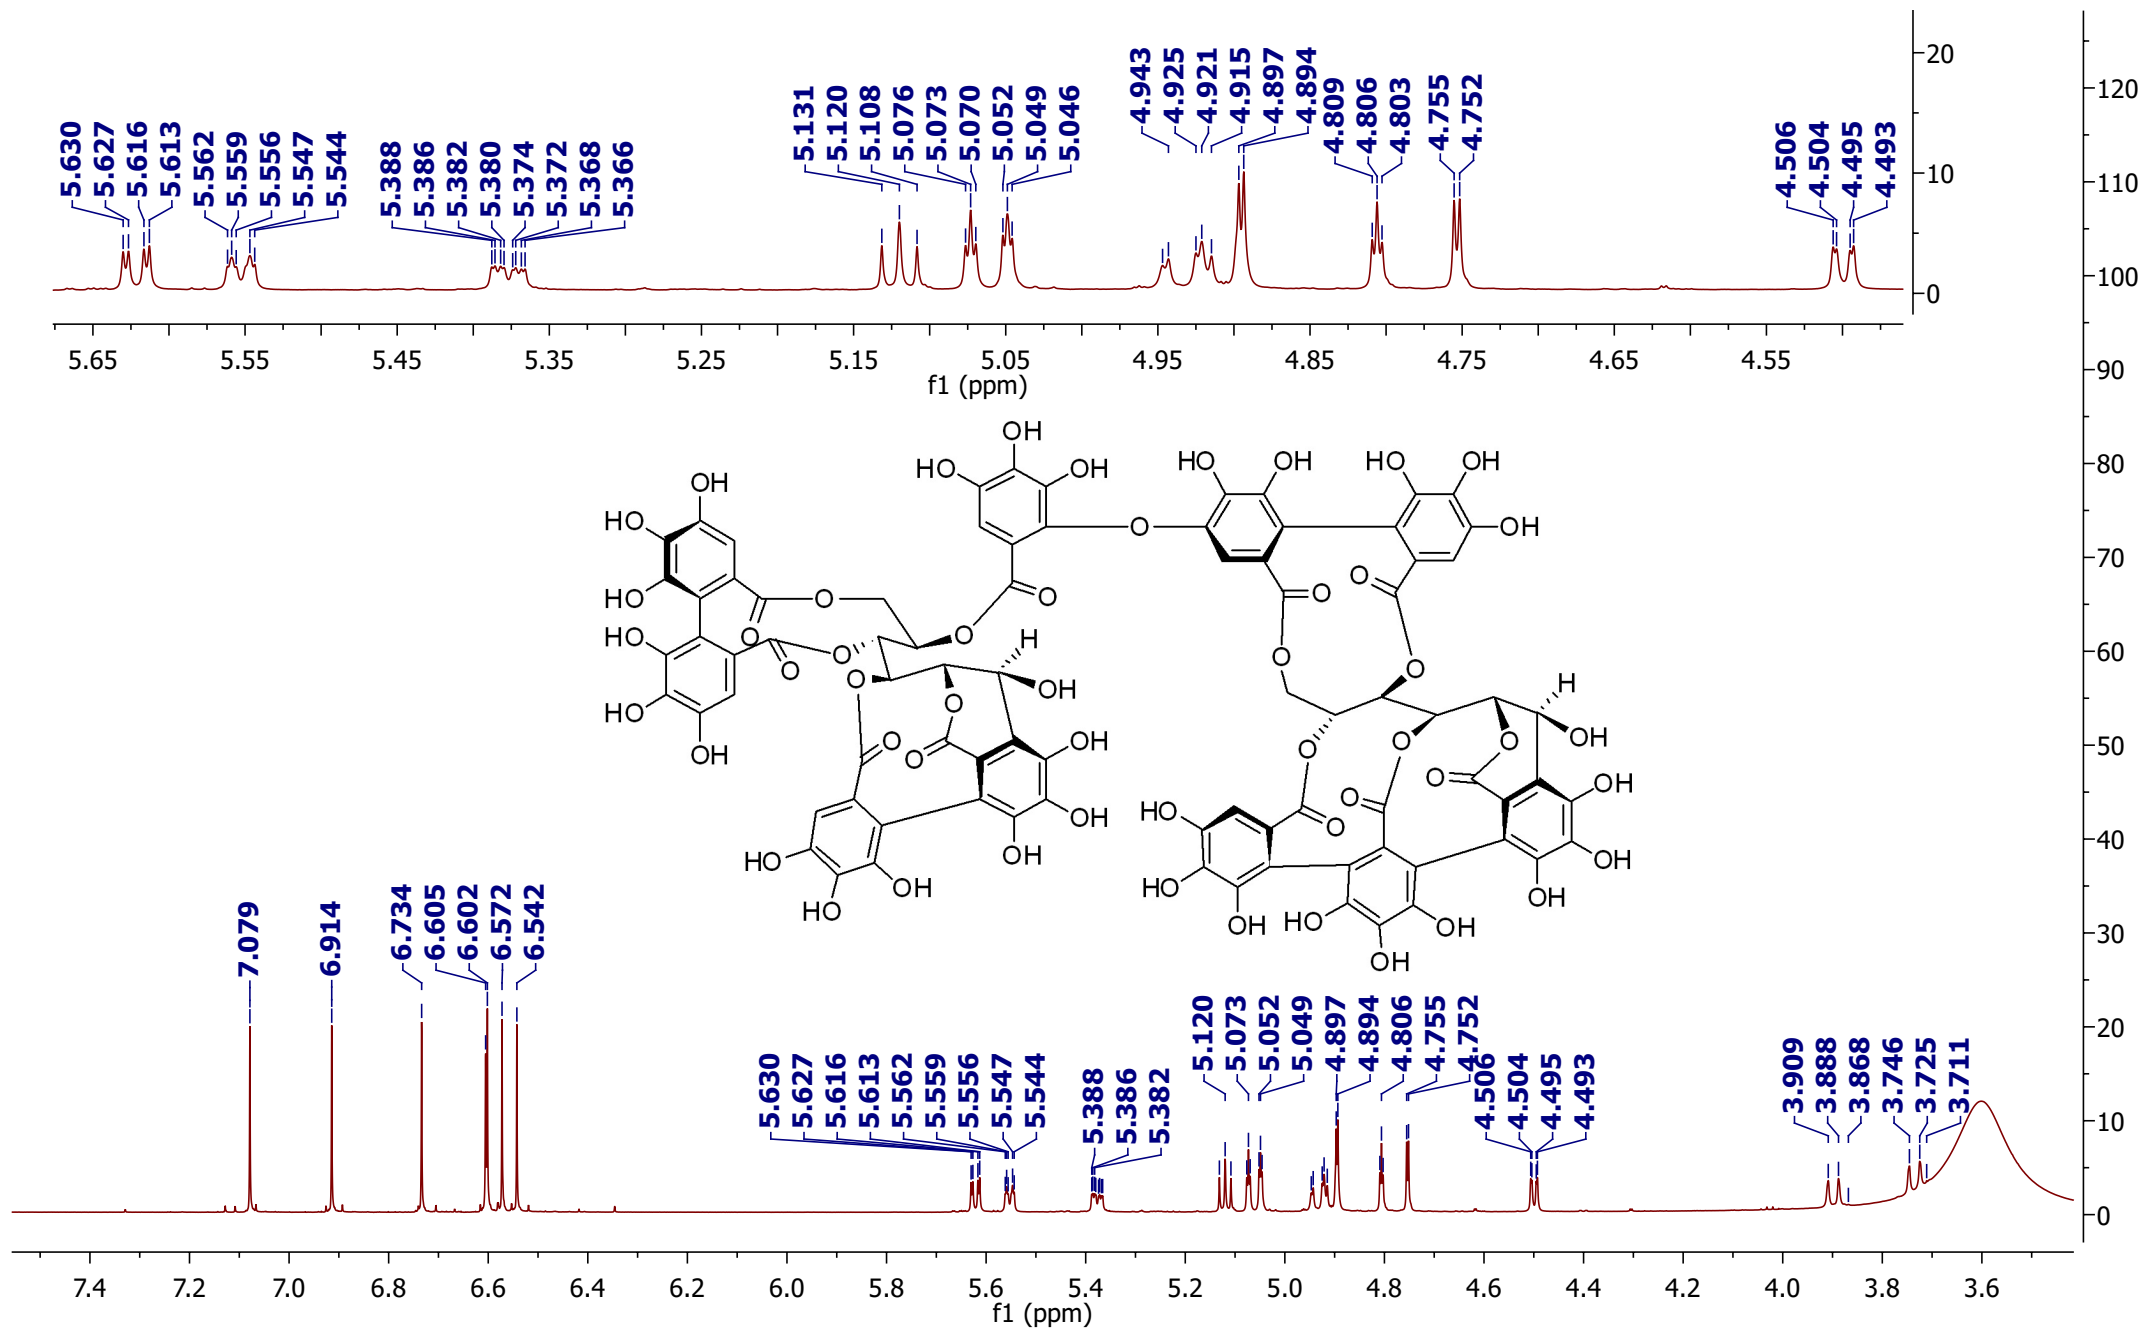 4.943 4.925 4.921 4.915 4.897 4.894
4.809 4.806 4.803 4.755 4.752
5.131 5.120 5.108 5.076 5.073 5.070 5.052 5.049 5.046
5.630 5.627 5.616 5.613 5.562 5.559 5.556 5.547 5.544
5.388 5.386 5.382 5.380 5.374 5.372 5.368 5.366
4.506 4.504 4.495 4.493
20
10
0
5.65 5.55 5.45 5.35 5.25 5.15 5.05 4.95 4.85 4.75 4.65 4.55
f1 (ppm)
120
110
100
90
80
70
60
50
40
30
20
10
0
OH
HO OH
HO OH HO OH
OH
OH
HO
O
HO
HO
HO
OH
O
O
O
O
O
O
O
O
H
OH
O
O
O
OH
OH
OH
HO
HO
OH
O
O
O
O
H
OH
O
O
O
O
O
O
OH
OH
OH
HO
HO
OH
HO
OH
OH
7.079 6.914 6.734 6.605 6.602 6.572 6.542
5.630 5.627 5.616 5.613 5.562 5.559 5.556 5.547 5.544
5.388 5.386 5.382
5.120 5.073 5.052 5.049 4.897 4.894 4.806 4.755 4.752
4.506 4.504 4.495 4.493
3.909 3.888 3.868 3.746 3.725 3.711
7.4 7.2 7.0 6.8 6.6 6.4 6.2 6.0 5.8 5.6 5.4 5.2 5.0 4.8 4.6 4.4 4.2 4.0 3.8 3.6
f1 (ppm)